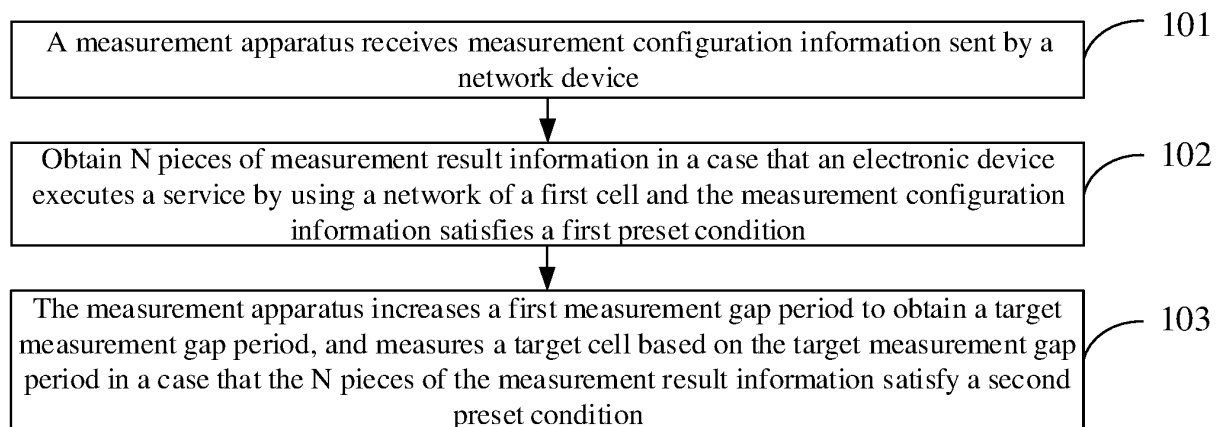 A measurement apparatus receives measurement configuration information sent by a
network device
101
Obtain N pieces of measurement result information in a case that an electronic device
executes a service by using a network of a first cell and the measurement configuration
information satisfies a first preset condition
102
The measurement apparatus increases a first measurement gap period to obtain a target
measurement gap period, and measures a target cell based on the target measurement gap
period in a case that the N pieces of the measurement result information satisfy a second
preset condition
103